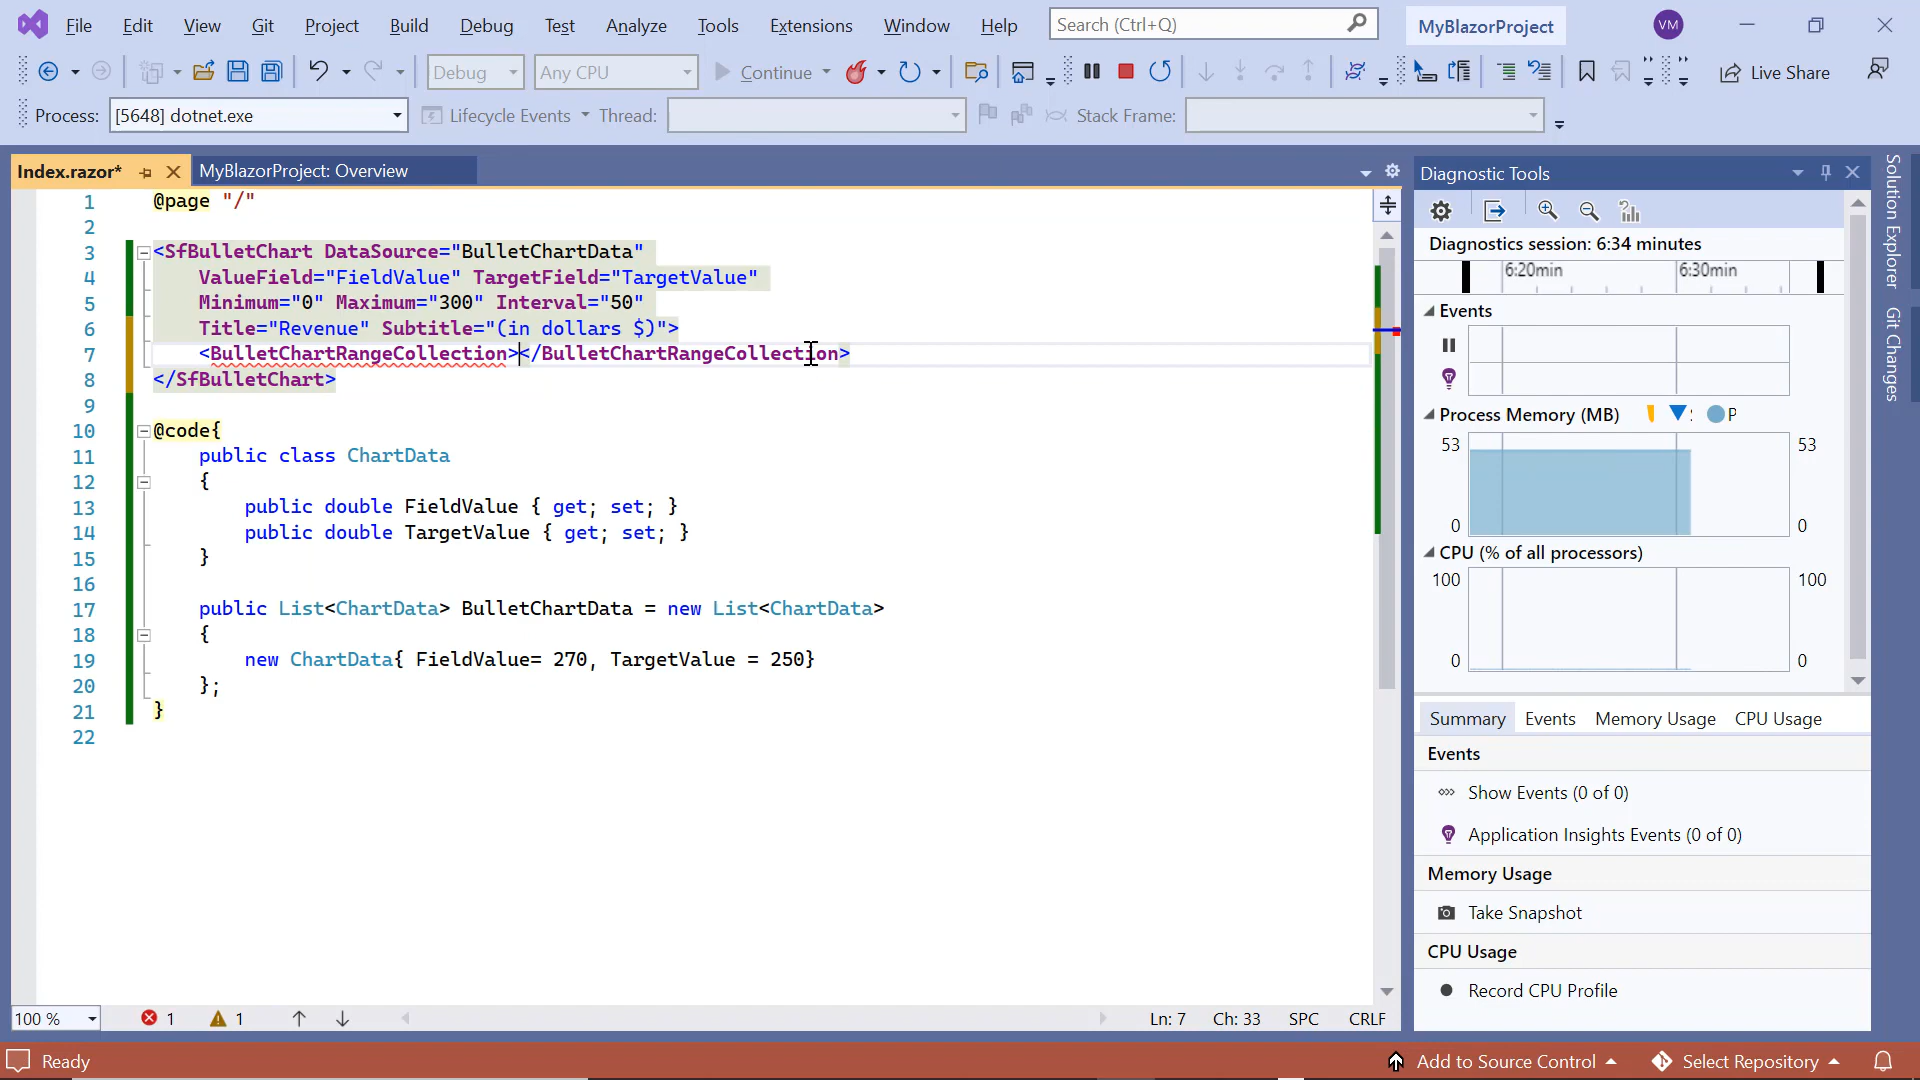 File Edit View Git Project Build Debug Test Analyze Tools Extensions Window Help Search (Ctrl+Q) MyBlazorProject VM
Debug Any CPU Continue Live Share
Process: [5648] dotnet.exe Lifecycle Events Thread: Stack Frame:
Index.razor* MyBlazorProject: Overview
1 @page "/"
2
3 <SfBulletChart DataSource="BulletChartData"
4 ValueField="FieldValue" TargetField="TargetValue"
5 Minimum="0" Maximum="300" Interval="50"
6 Title="Revenue" Subtitle="(in dollars $)">
7 <BulletChartRangeCollection></BulletChartRangeCollection>
8 </SfBulletChart>
9
10 @code{
11 public class ChartData
12 {
13 public double FieldValue { get; set; }
14 public double TargetValue { get; set; }
15 }
16
17 public List<ChartData> BulletChartData = new List<ChartData>
18 {
19 new ChartData{ FieldValue= 270, TargetValue = 250}
20 };
21 }
22
100 % 1 1 Ln: 7 Ch: 33 SPC CRLF
Diagnostic Tools
Diagnostics session: 6:34 minutes
6:20min 6:30min
Events
Process Memory (MB) P
53 53
0 0
CPU (% of all processors)
100 100
0 0
Summary Events Memory Usage CPU Usage
Events
Show Events (0 of 0)
Application Insights Events (0 of 0)
Memory Usage
Take Snapshot
CPU Usage
Record CPU Profile
Solution Explorer
Git Changes
Ready Add to Source Control Select Repository